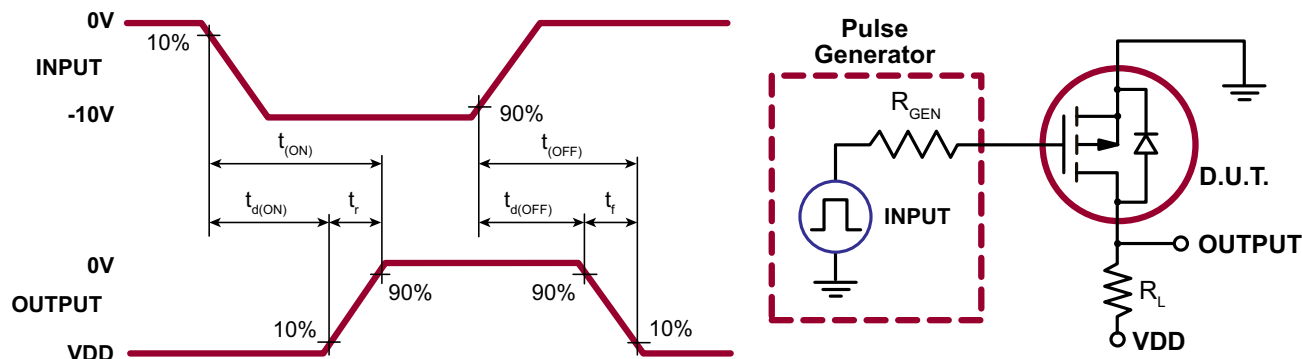 0V
10%
INPUT
-10V
90%
t(ON)
t(OFF)
td(ON)
tr
td(OFF)
tf
0V
OUTPUT
90%
90%
10%
10%
VDD
Pulse
Generator
RGEN
INPUT
D.U.T.
OUTPUT
RL
VDD